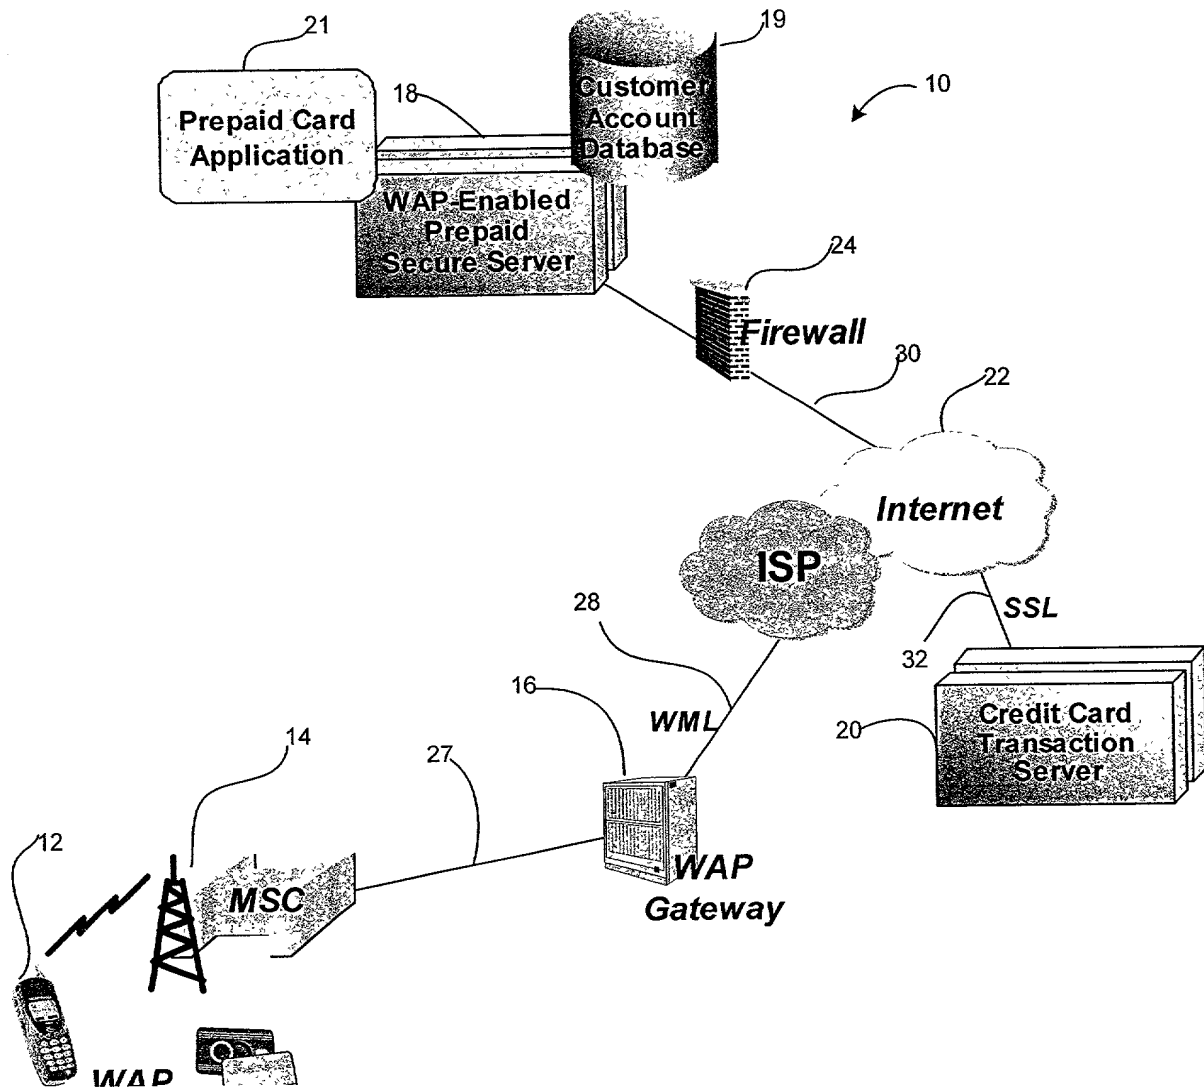 21
19
18
10
Prepaid Card
Application
Customer
Account
Database
WAP-Enabled
Prepaid
Secure Server
24
Firewall
30
22
Internet
ISP
28
SSL
32
16
WML
20
Credit Card
Transaction
Server
14
27
12
MSC
WAP
Gateway
WAP